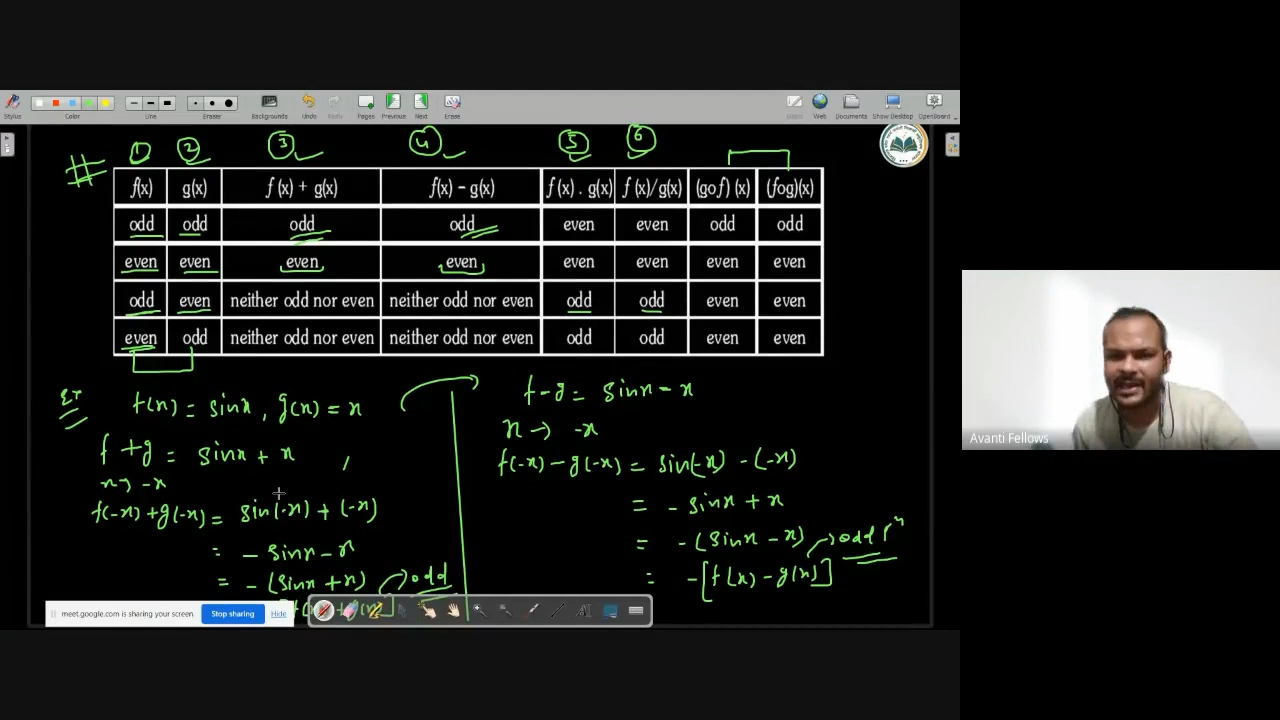 Stylus Color Line Eraser Backgrounds Undo Redo Pages Previous Next Erase Board Web Documents Show Desktop OpenBoard
# 1 2 3 4 5 6
f(x) g(x) f (x) + g(x) f(x) − g(x) f (x) . g(x) f (x)/g(x) (gof) (x) (fog)(x)
odd odd odd odd even even odd odd
even even even even even even even even
odd even neither odd nor even neither odd nor even odd odd even even
even odd neither odd nor even neither odd nor even odd odd even even
Ex f(x) = sinx, g(x) = x
f + g = sinx + x ,
x → -x
f(-x) + g(-x) = sin(-x) + (-x)
= - sinx - x
= - (sinx + x) → odd
f - g = sinx - x
x → -x
f(-x) - g(-x) = sin(-x) - (-x)
= - sinx + x
= - (sinx - x) → odd fⁿ
= -[f(x) - g(x)]
Avanti Fellows
meet.google.com is sharing your screen. Stop sharing Hide